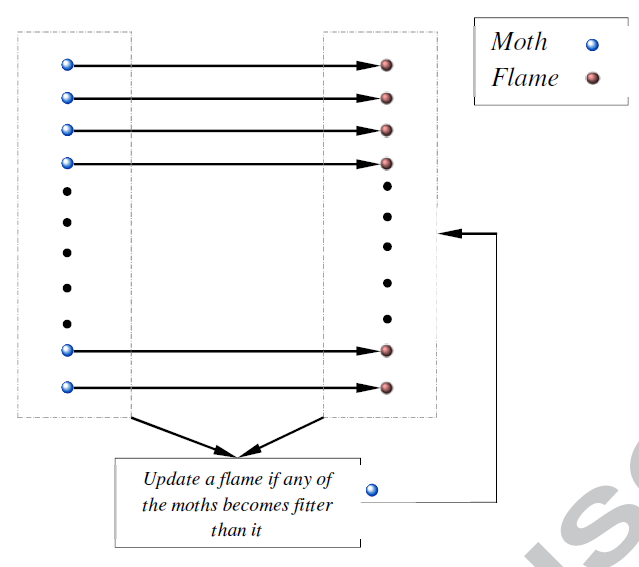 Moth
Flame
Update a flame if any of
the moths becomes fitter
than it